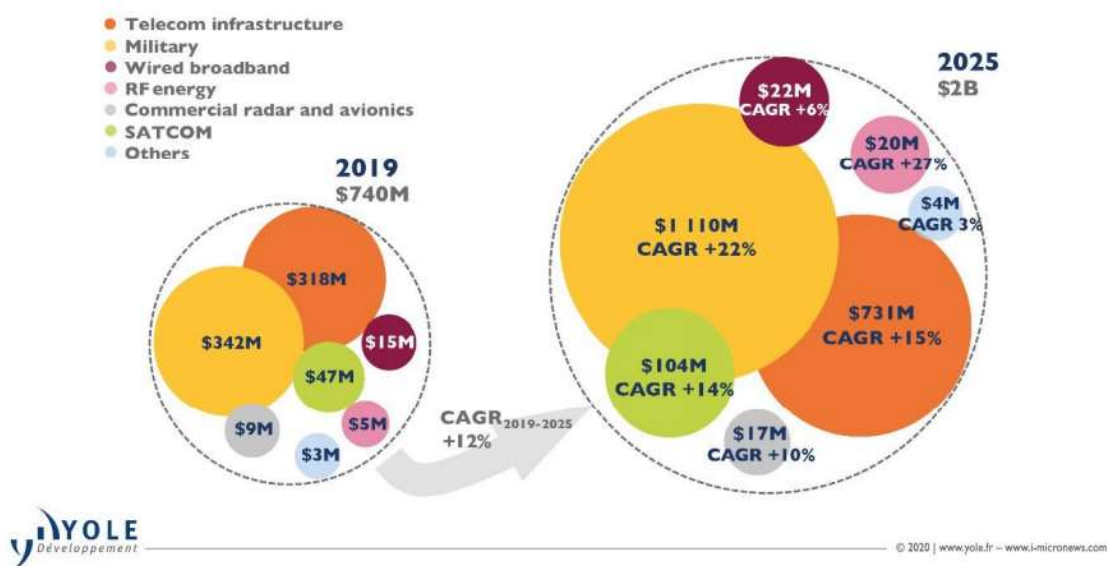 Telecom infrastructure
Military
Wired broadband
RF energy
Commercial radar and avionics
SATCOM
Others
2019
$740M
$318M
$342M
$15M
$47M
$9M
$5M
$3M
CAGR 2019-2025
+12%
2025
$2B
$22M
CAGR +6%
$20M
CAGR +27%
$4M
CAGR 3%
$1 110M
CAGR +22%
$731M
CAGR +15%
$104M
CAGR +14%
$17M
CAGR +10%
YOLE
Développement
© 2020 | www.yole.fr – www.i-micronews.com